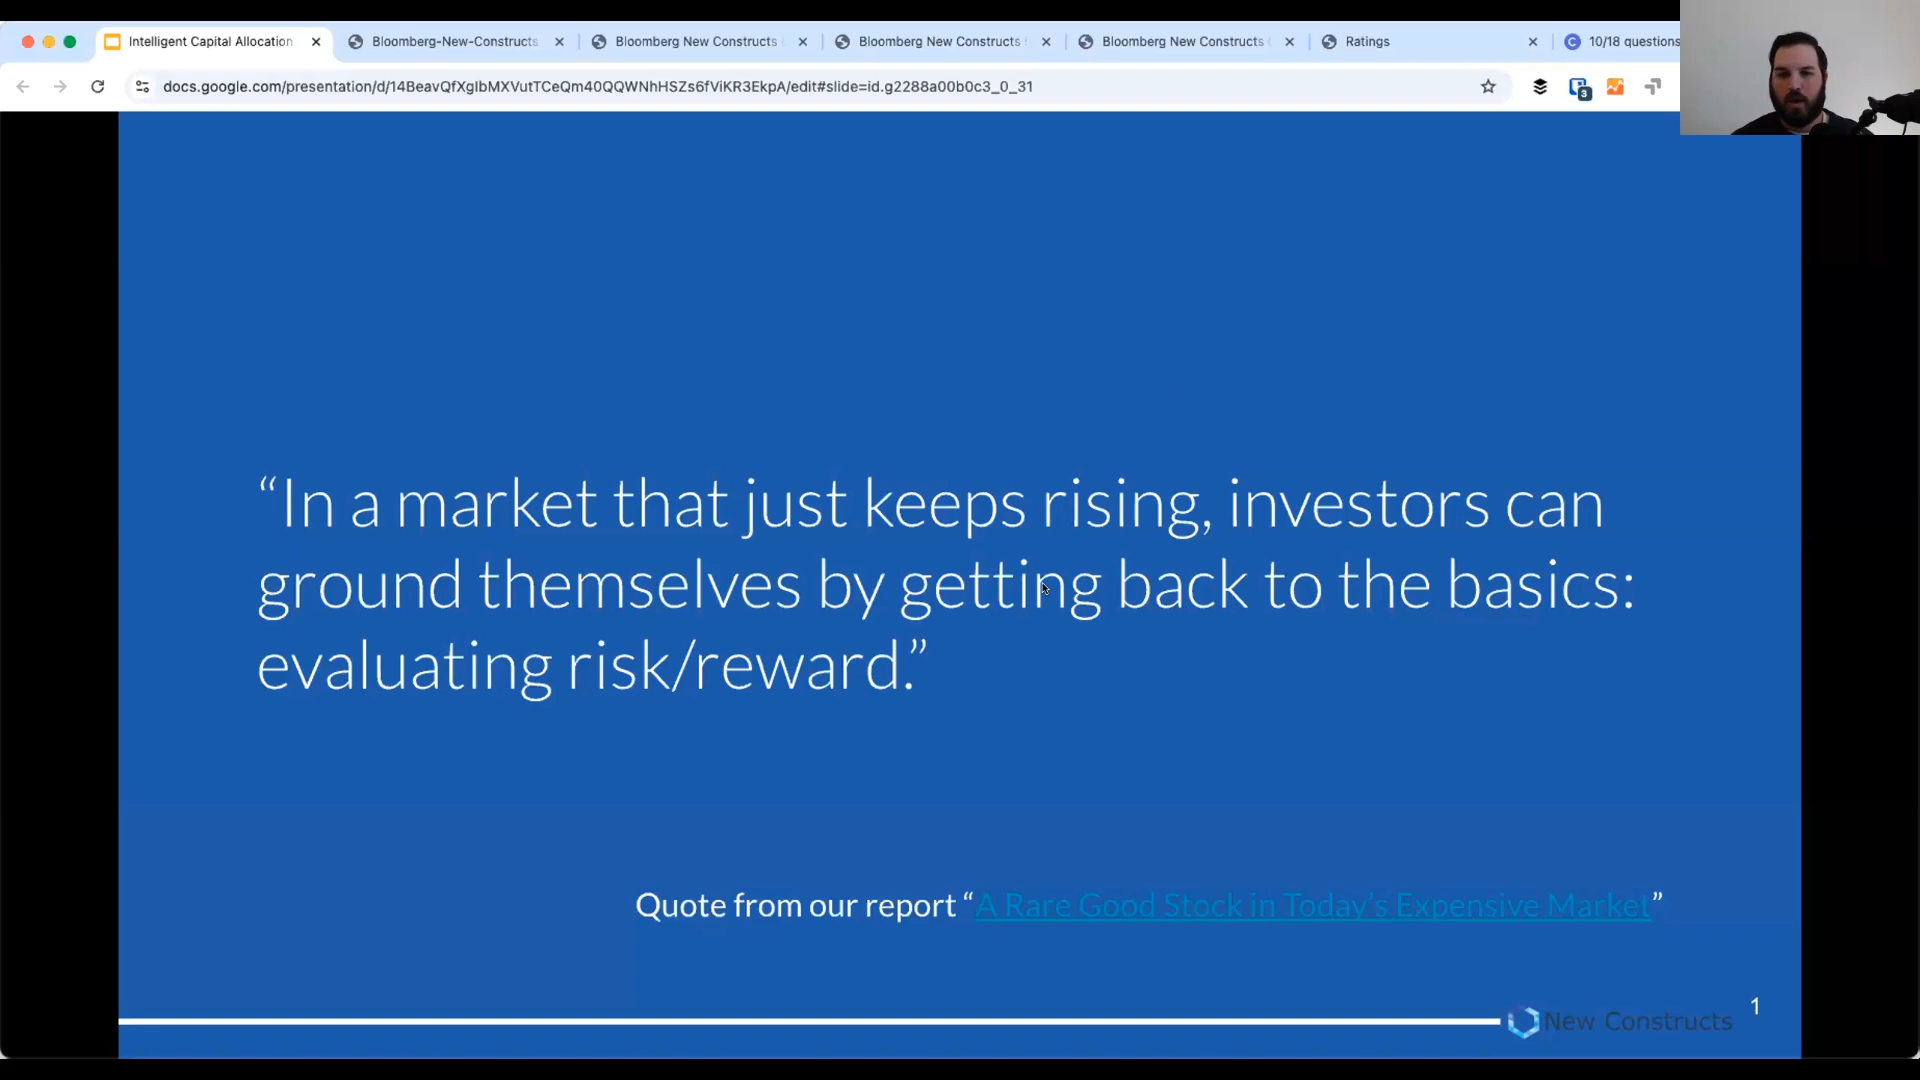 Intelligent Capital Allocation
Bloomberg-New-Constructs
Bloomberg New Constructs
Bloomberg New Constructs
Bloomberg New Constructs
Ratings
10/18 questions
docs.google.com/presentation/d/14BeavQfXgIbMXVutTCeQm40QQWNhHSZs6fViKR3EkpA/edit#slide=id.g2288a00b0c3_0_31
3
“In a market that just keeps rising, investors can
ground themselves by getting back to the basics:
evaluating risk/reward.”
Quote from our report “A Rare Good Stock in Today’s Expensive Market”
1
New Constructs